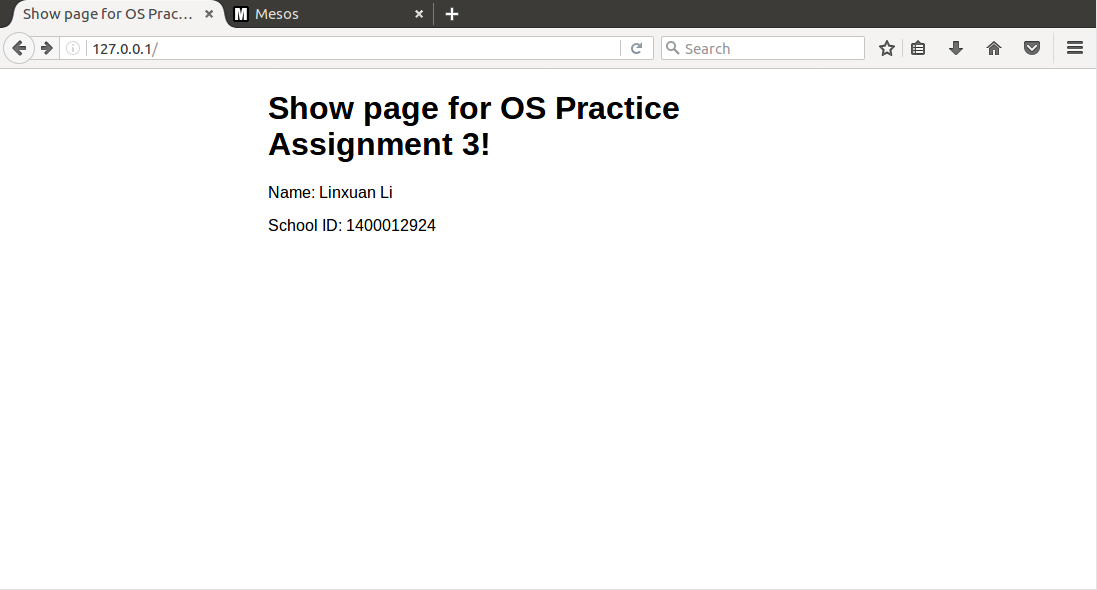 Show page for OS Prac...
M Mesos
127.0.0.1/
Search
Show page for OS Practice
Assignment 3!
Name: Linxuan Li
School ID: 1400012924